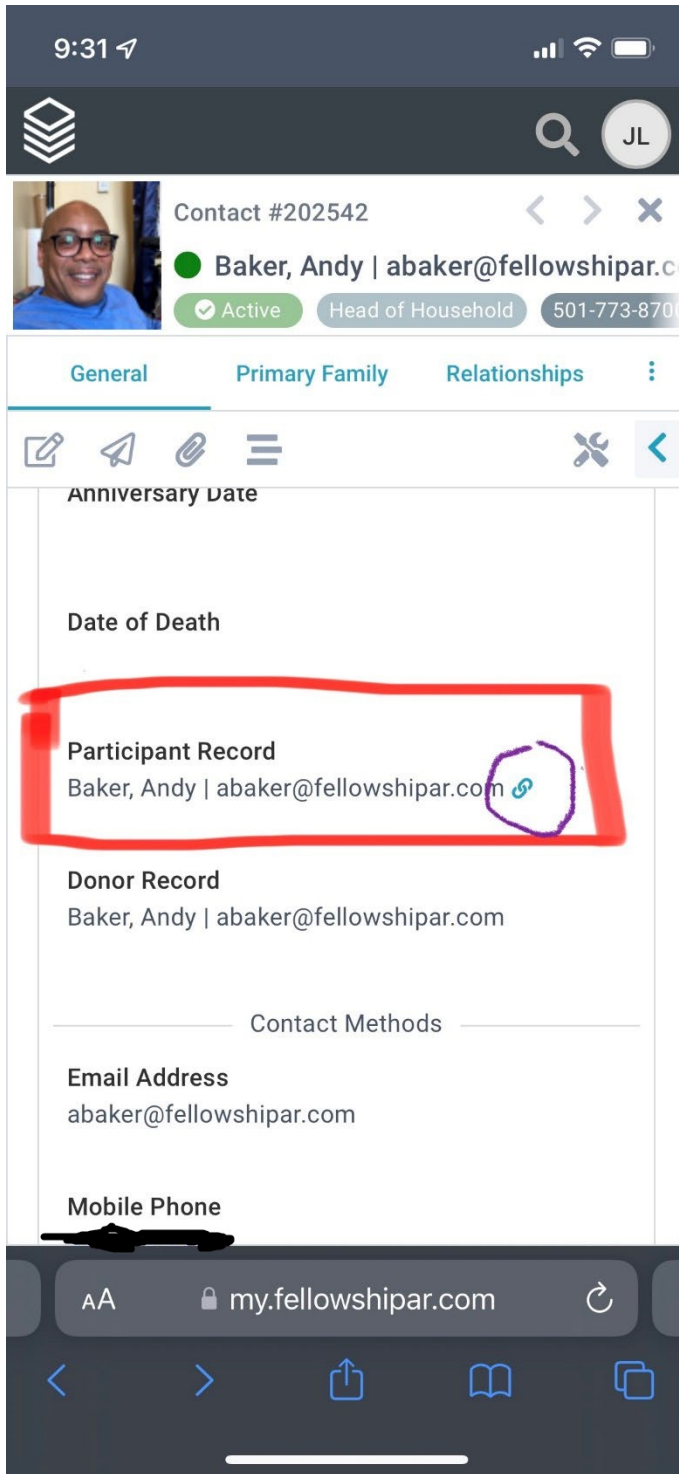 9:31
JL
Contact #202542
Baker, Andy | abaker@fellowshipar.c
Active Head of Household 501-773-870
General Primary Family Relationships
Anniversary Date
Date of Death
Participant Record
Baker, Andy | abaker@fellowshipar.com
Donor Record
Baker, Andy | abaker@fellowshipar.com
Contact Methods
Email Address
abaker@fellowshipar.com
Mobile Phone
AA my.fellowshipar.com